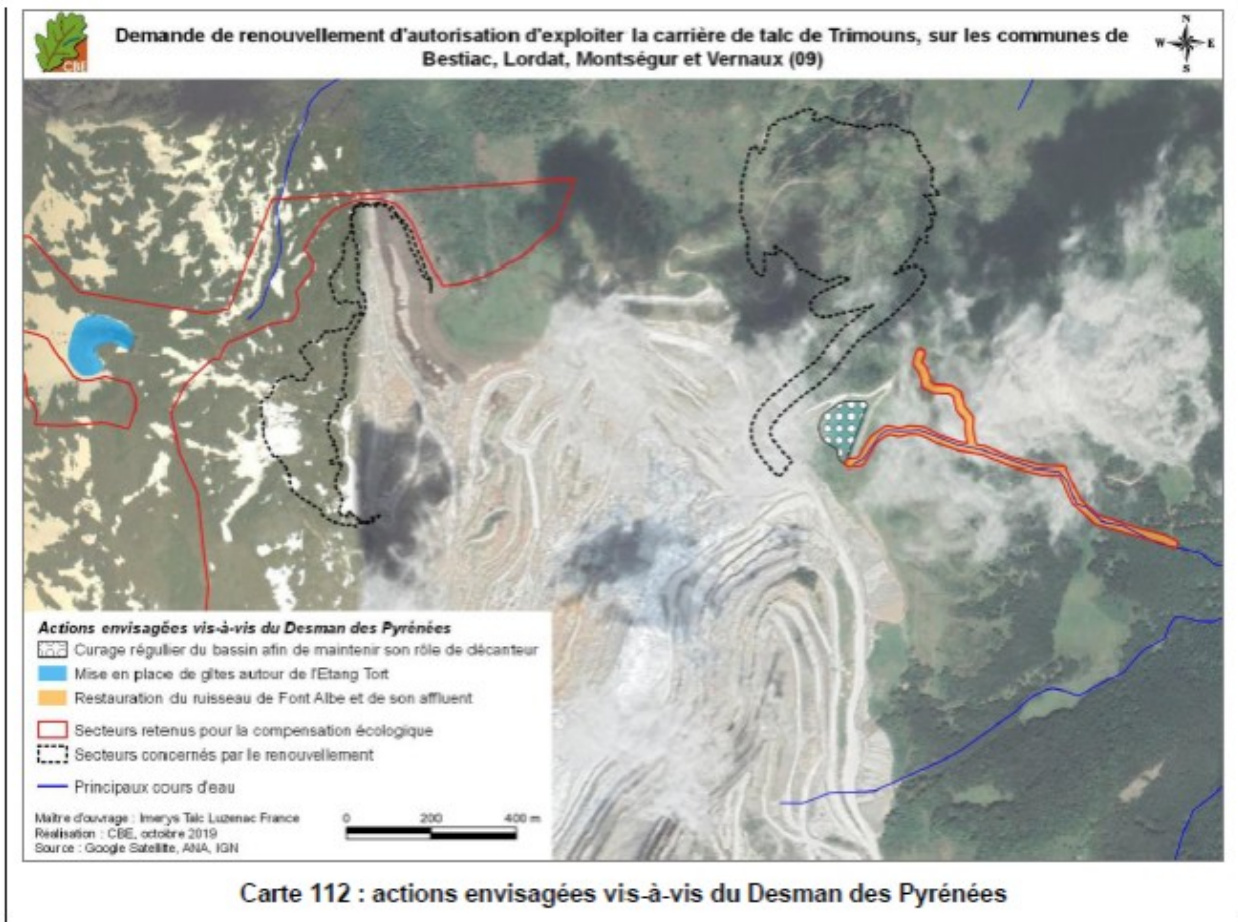 CBE
Demande de renouvellement d'autorisation d'exploiter la carrière de talc de Trimouns, sur les communes de
Bestiac, Lordat, Montségur et Vernaux (09)
N
W E
S
Actions envisagées vis-à-vis du Desman des Pyrénées
Curage régulier du bassin afin de maintenir son rôle de décanteur
Mise en place de gîtes autour de l'Etang Tort
Restauration du ruisseau de Font Albe et de son affluent
Secteurs retenus pour la compensation écologique
Secteurs concernés par le renouvellement
Principaux cours d'eau
Maître d'ouvrage : Imerys Talc Luzenac France
Réalisation : CBE, octobre 2019
Source : Google Satellite, ANA, IGN
0 200 400 m
Carte 112 : actions envisagées vis-à-vis du Desman des Pyrénées